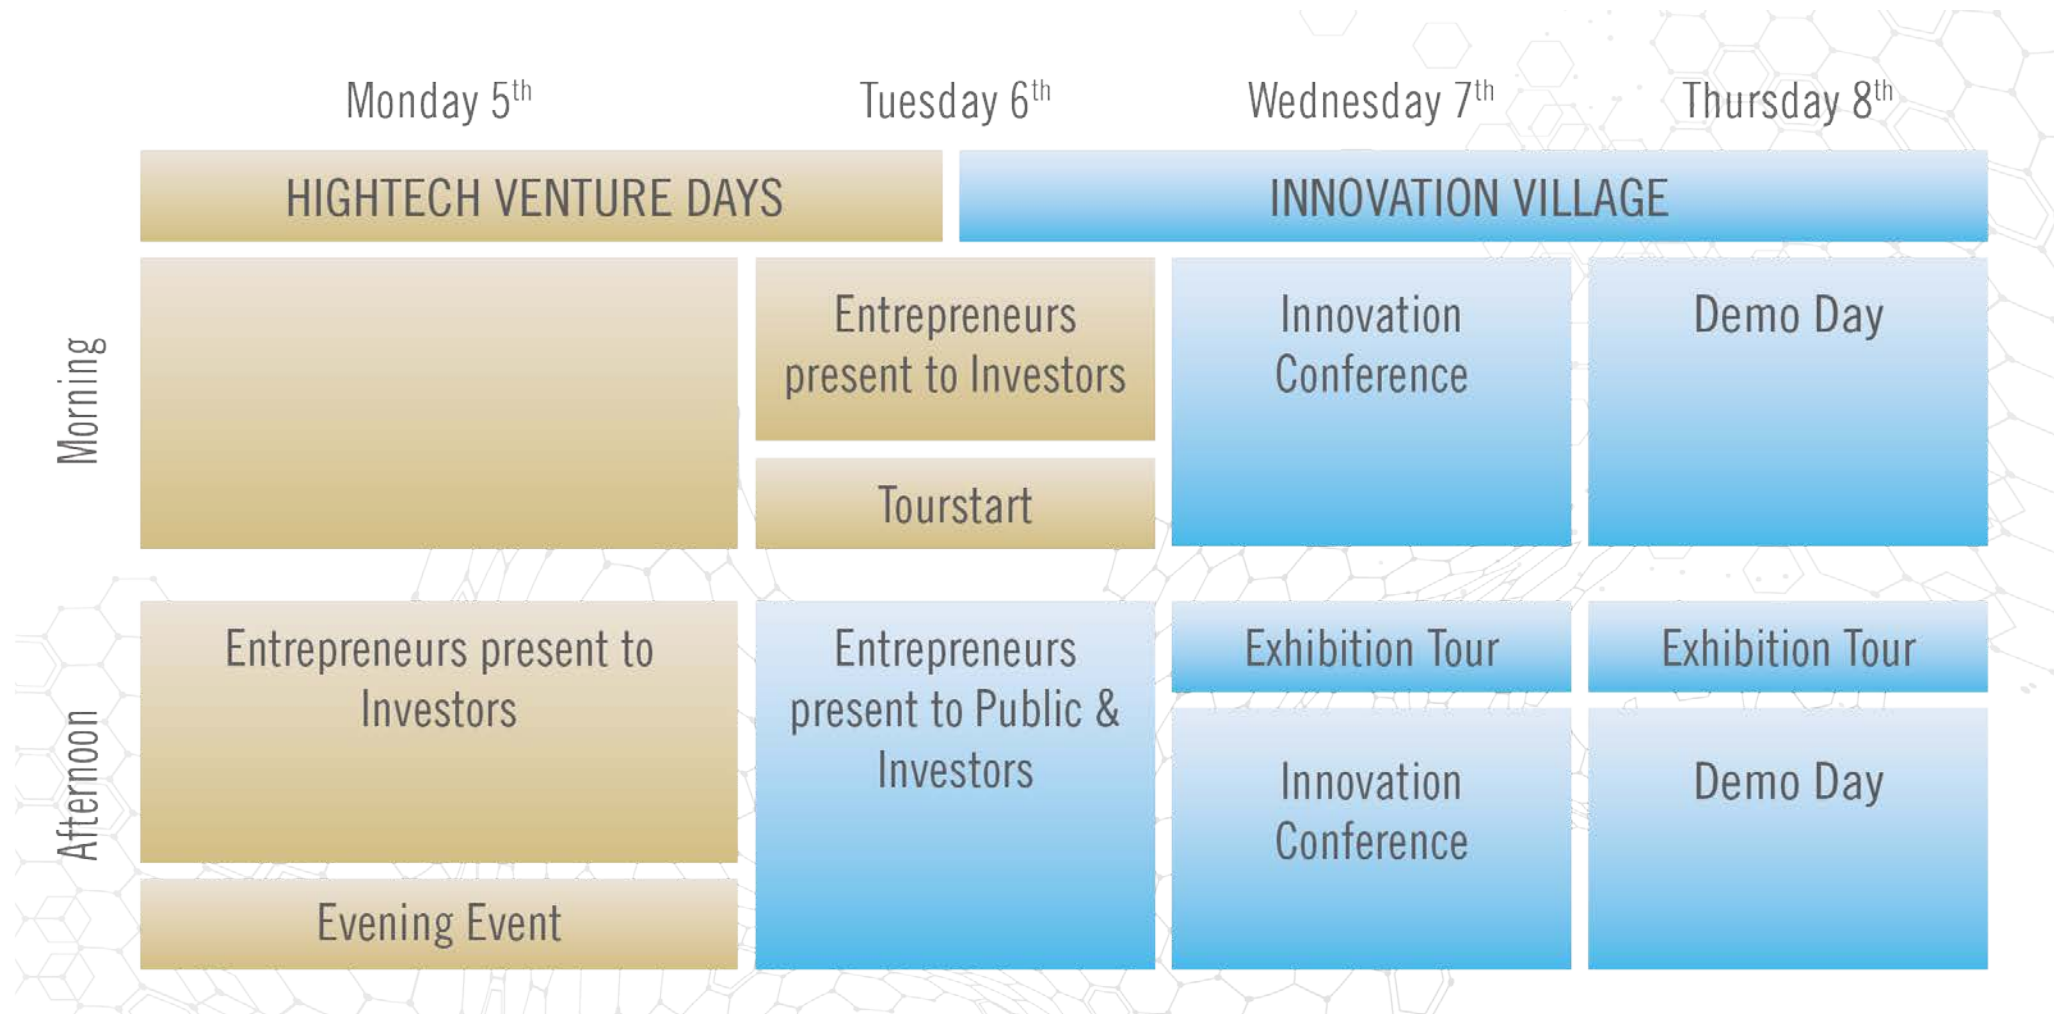 Monday 5th
Tuesday 6th
Wednesday 7th
Thursday 8th
HIGHTECH VENTURE DAYS
INNOVATION VILLAGE
Morning
Entrepreneurs
present to Investors
Tourstart
Innovation
Conference
Demo Day
Afternoon
Entrepreneurs present to
Investors
Evening Event
Entrepreneurs
present to Public &
Investors
Exhibition Tour
Innovation
Conference
Exhibition Tour
Demo Day